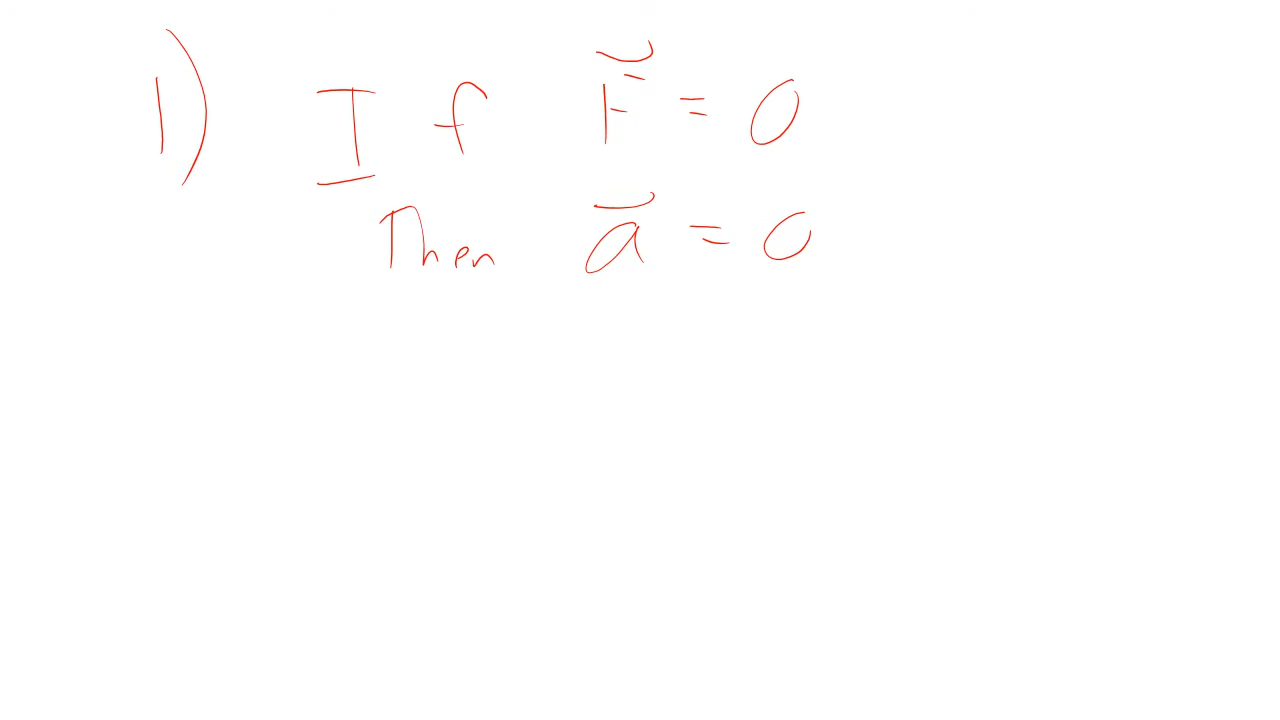 1) If F⃗ = 0
Then a⃗ = 0